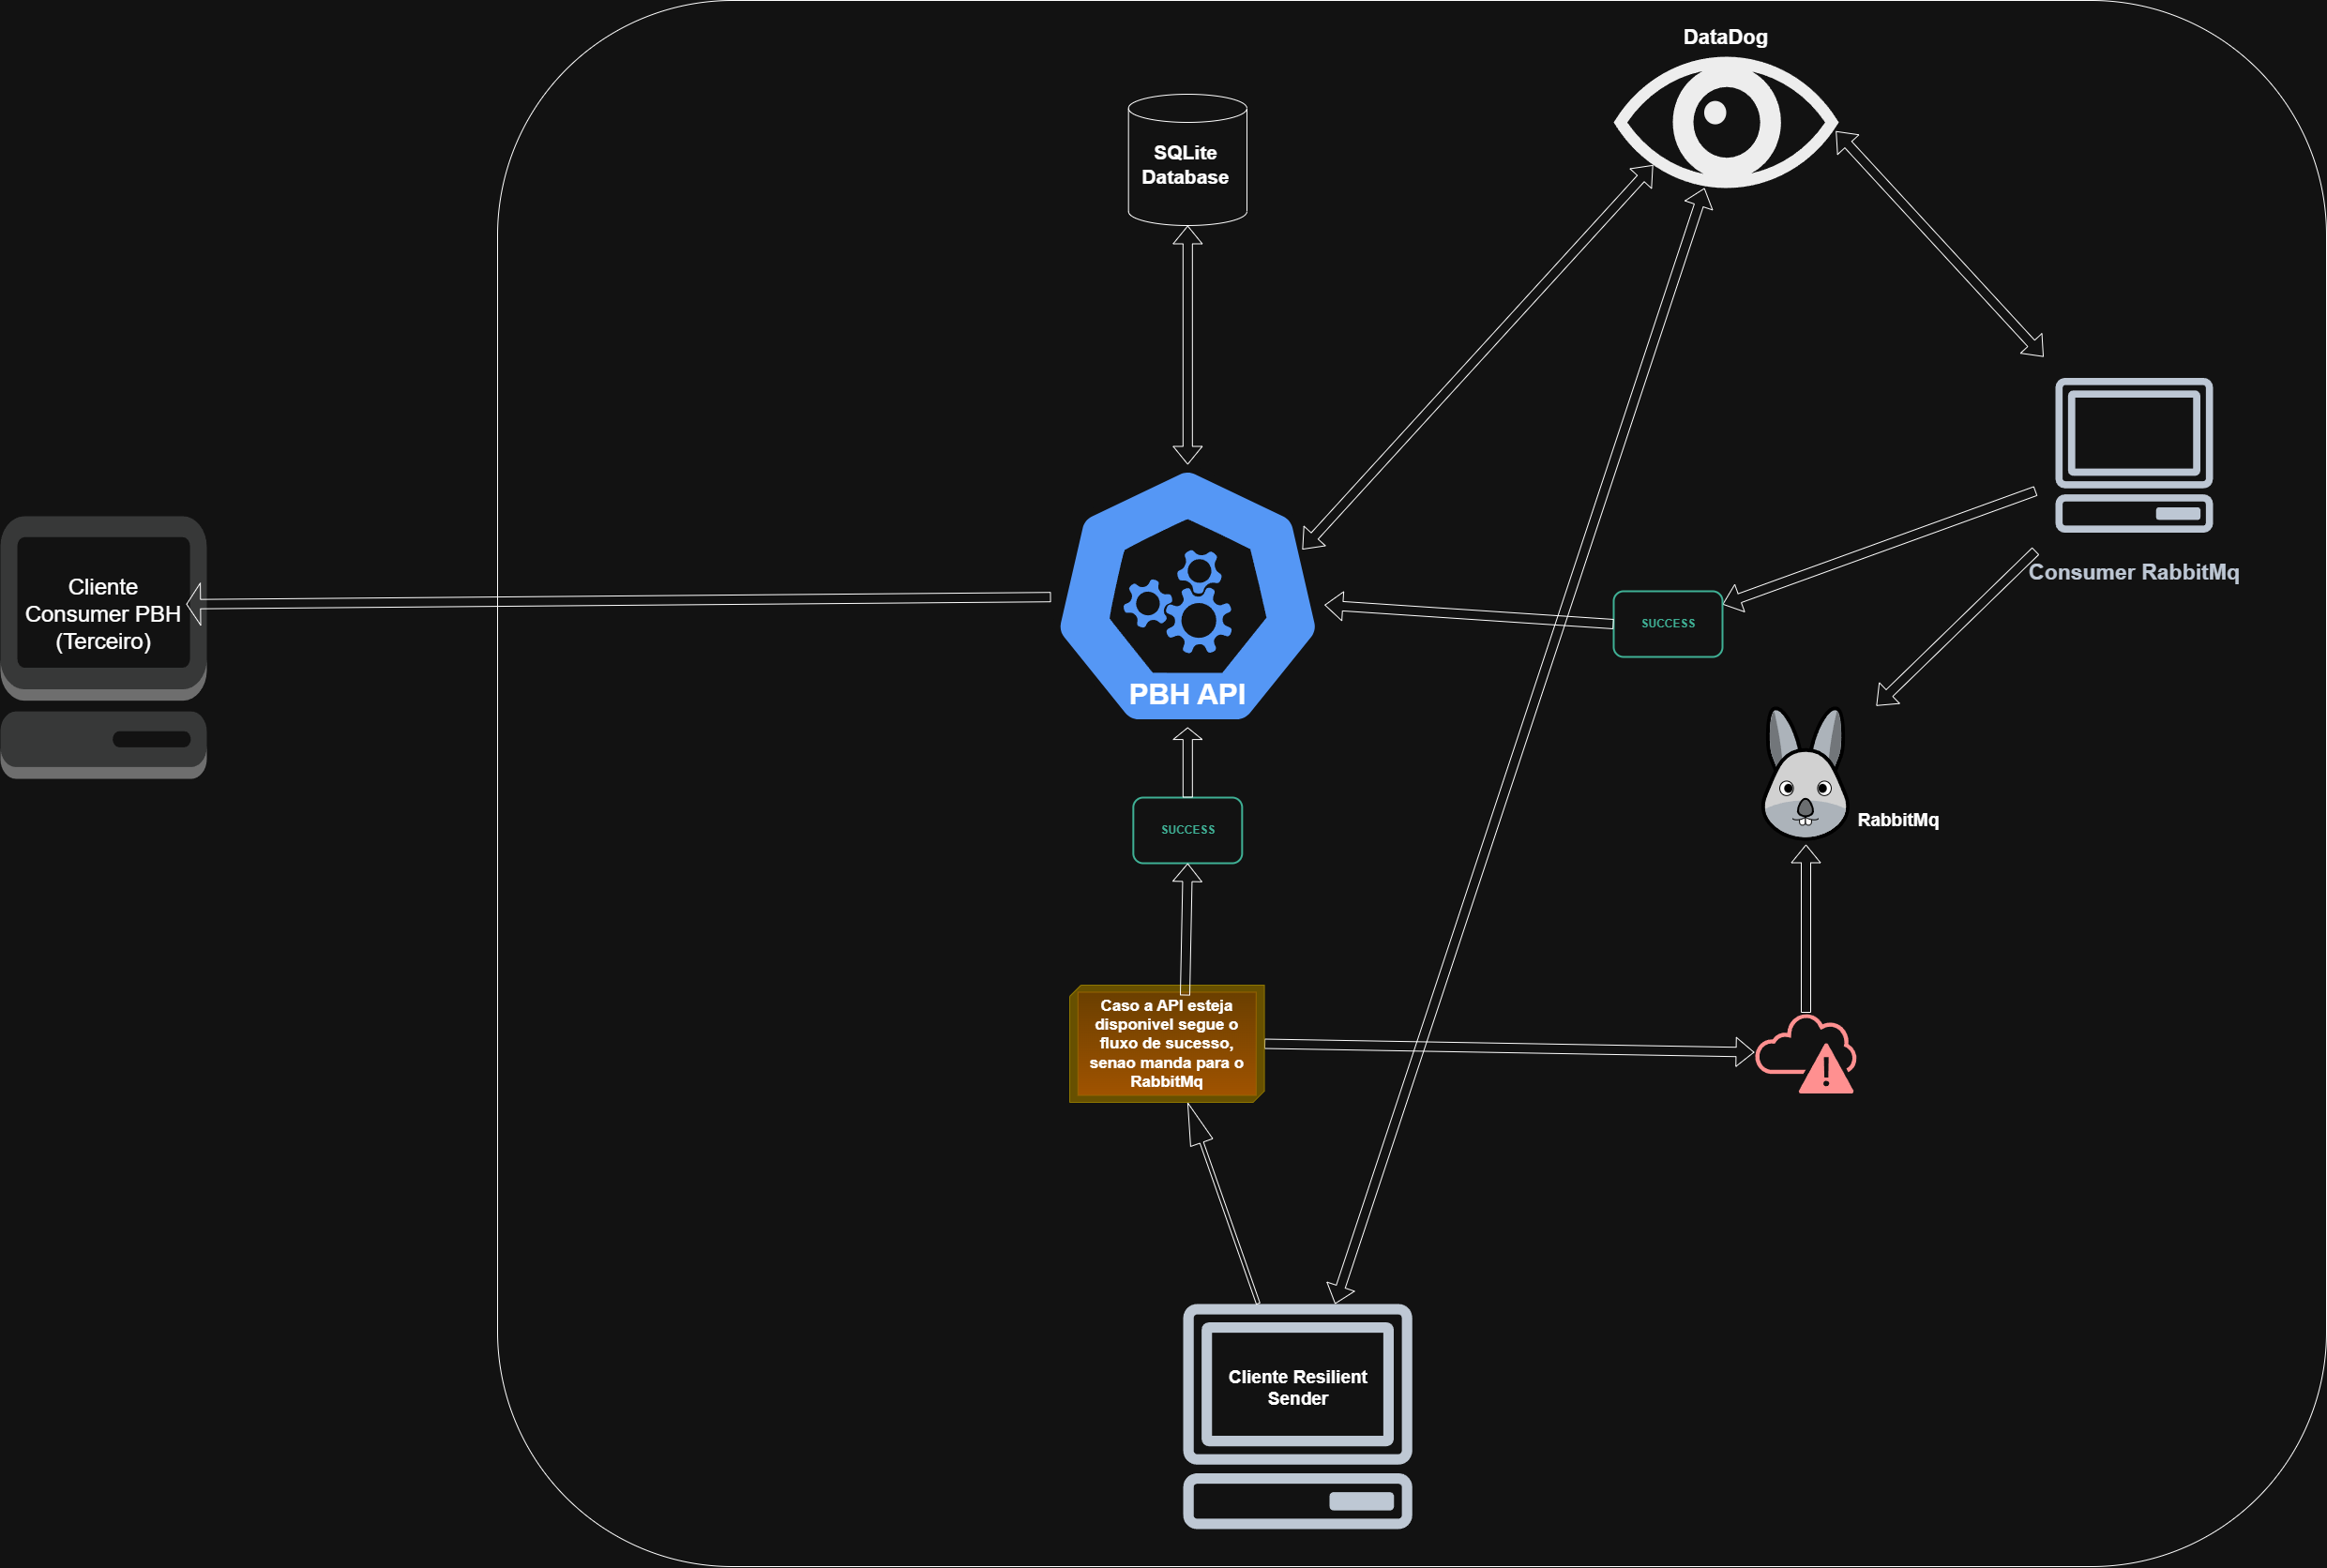 DataDog
SQLite
Database
Cliente
Consumer PBH
(Terceiro)
Consumer RabbitMq
SUCCESS
PBH API
SUCCESS
RabbitMq
Caso a API esteja
disponivel segue o
fluxo de sucesso,
senao manda para o
RabbitMq
Cliente Resilient
Sender